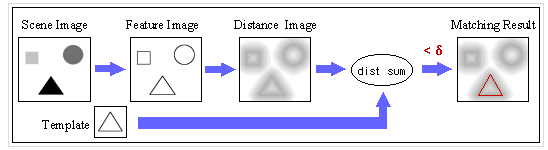 Scene Image
Feature Image
Distance Image
Matching Result
< δ
dist sum
Template